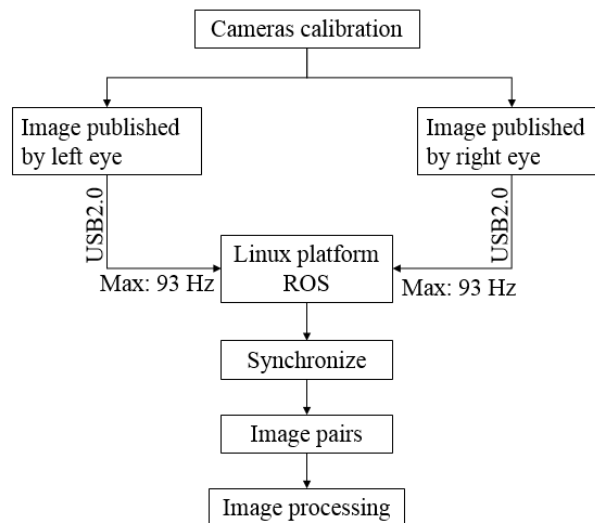 Cameras calibration
Image published
by left eye
Image published
by right eye
USB2.0
USB2.0
Linux platform
ROS
Max: 93 Hz
Max: 93 Hz
Synchronize
Image pairs
Image processing